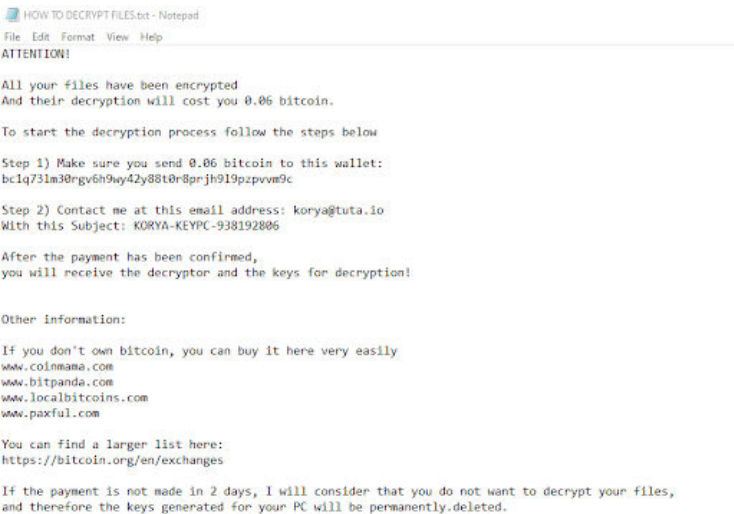 HOW TO DECRYPT FILES.txt - Notepad
File Edit Format View Help
ATTENTION!
All your files have been encrypted
And their decryption will cost you 0.06 bitcoin.
To start the decryption process follow the steps below
Step 1) Make sure you send 0.06 bitcoin to this wallet:
Step 2) Contact me at this email address: korya@tuta.io
With this Subject: KORYA-KEYPC-938192806
After the payment has been confirmed,
you will receive the decryptor and the keys for decryption!
Other information:
If you don't own bitcoin, you can buy it here very easily
www.coinmama.com
www.bitpanda.com
www.localbitcoins.com
www.paxful.com
You can find a larger list here:
https://bitcoin.org/en/exchanges
If the payment is not made in 2 days, I will consider that you do not want to decrypt your files,
and therefore the keys generated for your PC will be permanently.deleted.